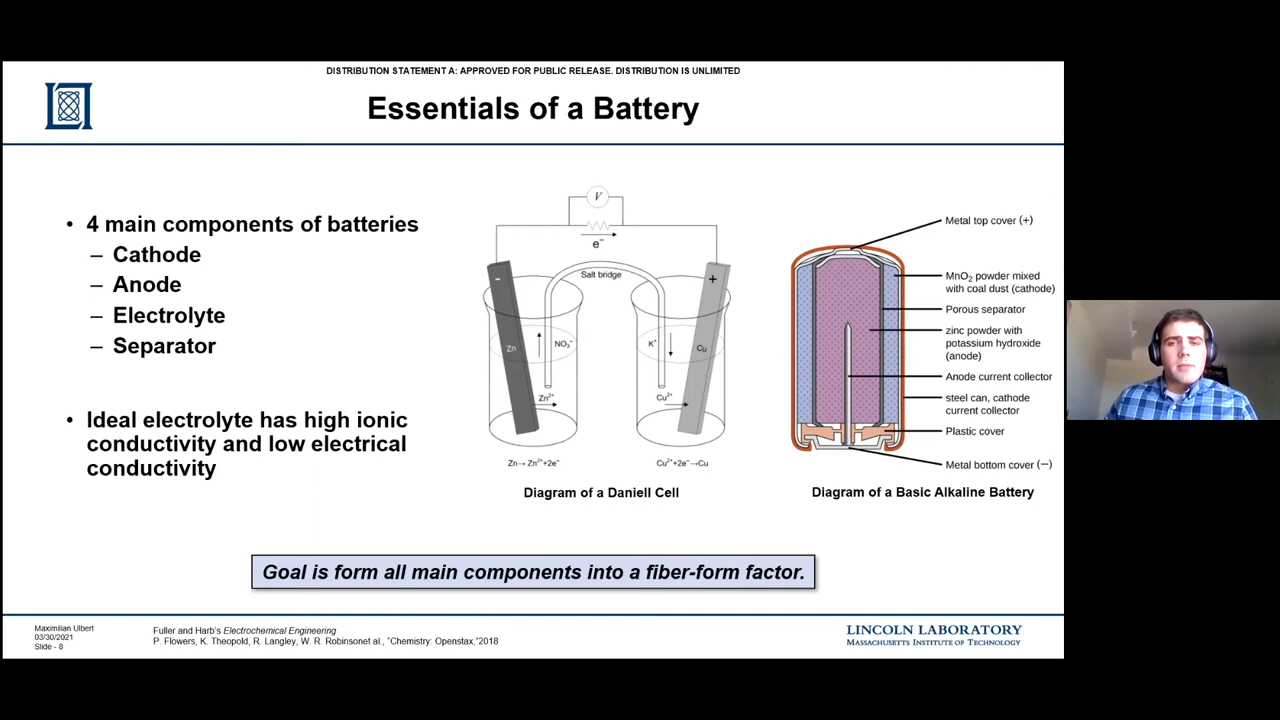 DISTRIBUTION STATEMENT A: APPROVED FOR PUBLIC RELEASE. DISTRIBUTION IS UNLIMITED
Essentials of a Battery
• 4 main components of batteries
– Cathode
– Anode
– Electrolyte
– Separator
• Ideal electrolyte has high ionic
conductivity and low electrical
conductivity
V
e⁻
Salt bridge
-
+
Zn
NO₃⁻
K⁺
Cu
Zn²⁺
Cu²⁺
Zn→ Zn²⁺+2e⁻
Cu²⁺+2e⁻→Cu
Diagram of a Daniell Cell
Metal top cover (+)
MnO₂ powder mixed
with coal dust (cathode)
Porous separator
zinc powder with
potassium hydroxide
(anode)
Anode current collector
steel can, cathode
current collector
Plastic cover
Metal bottom cover (−)
Diagram of a Basic Alkaline Battery
Goal is form all main components into a fiber-form factor.
Maximilian Ulbert
03/30/2021
Slide - 8
Fuller and Harb's Electrochemical Engineering
P. Flowers, K. Theopold, R. Langley, W. R. Robinsonet al., "Chemistry: Openstax,"2018
LINCOLN LABORATORY
MASSACHUSETTS INSTITUTE OF TECHNOLOGY